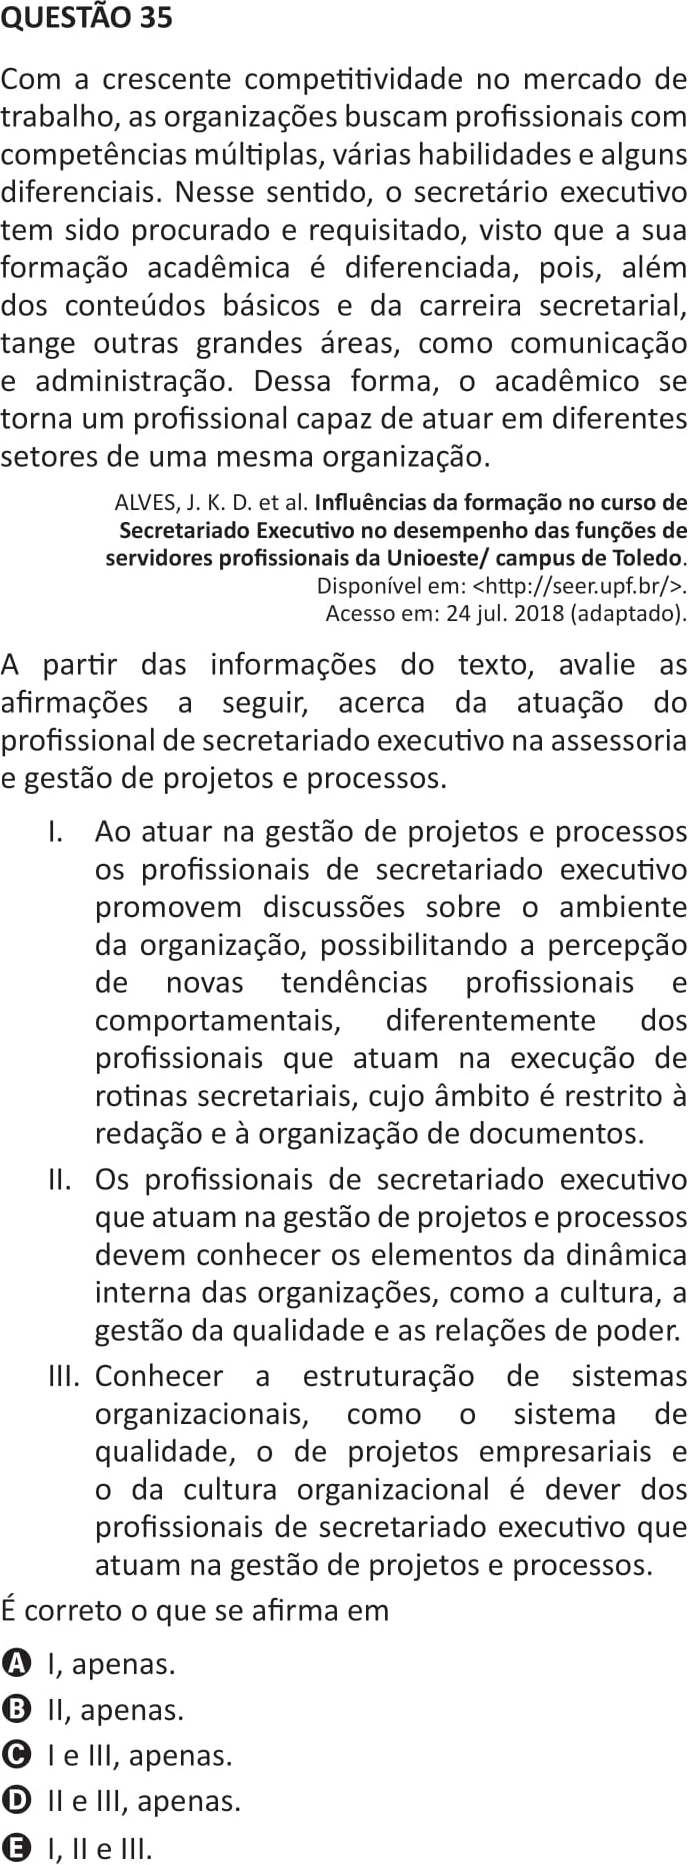 QUESTÃO 35
Com a crescente competitividade no mercado de
trabalho, as organizações buscam profissionais com
competências múltiplas, várias habilidades e alguns
diferenciais. Nesse sentido, o secretário executivo
tem sido procurado e requisitado, visto que a sua
formação acadêmica é diferenciada, pois, além
dos conteúdos básicos e da carreira secretarial,
tange outras grandes áreas, como comunicação
e administração. Dessa forma, o acadêmico se
torna um profissional capaz de atuar em diferentes
setores de uma mesma organização.
ALVES, J. K. D. et al. Influências da formação no curso de
Secretariado Executivo no desempenho das funções de
servidores profissionais da Unioeste/ campus de Toledo.
Disponível em: <http://seer.upf.br/>.
Acesso em: 24 jul. 2018 (adaptado).
A partir das informações do texto, avalie as
afirmações a seguir, acerca da atuação do
profissional de secretariado executivo na assessoria
e gestão de projetos e processos.
I. Ao atuar na gestão de projetos e processos
os profissionais de secretariado executivo
promovem discussões sobre o ambiente
da organização, possibilitando a percepção
de novas tendências profissionais e
comportamentais, diferentemente dos
profissionais que atuam na execução de
rotinas secretariais, cujo âmbito é restrito à
redação e à organização de documentos.
II. Os profissionais de secretariado executivo
que atuam na gestão de projetos e processos
devem conhecer os elementos da dinâmica
interna das organizações, como a cultura, a
gestão da qualidade e as relações de poder.
III. Conhecer a estruturação de sistemas
organizacionais, como o sistema de
qualidade, o de projetos empresariais e
o da cultura organizacional é dever dos
profissionais de secretariado executivo que
atuam na gestão de projetos e processos.
É correto o que se afirma em
A I, apenas.
B II, apenas.
C I e III, apenas.
D II e III, apenas.
E I, II e III.